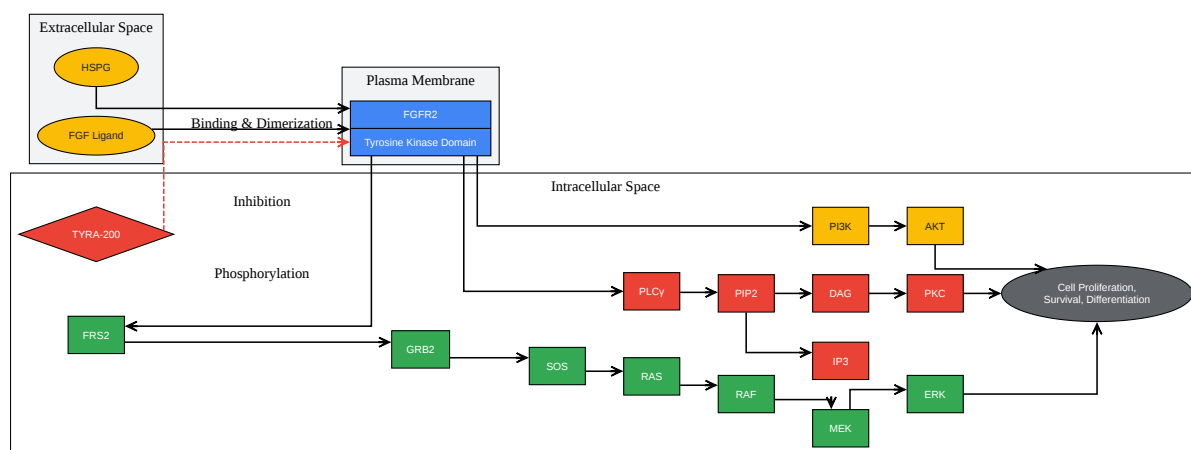 Extracellular Space
HSPG
Plasma Membrane
FGFR2
Binding & Dimerization
FGF Ligand
Tyrosine Kinase Domain
Intracellular Space
Inhibition
TYRA-200
PI3K
AKT
Phosphorylation
PLCγ
PIP2
DAG
PKC
Cell Proliferation,
Survival, Differentiation
FRS2
GRB2
SOS
IP3
RAS
RAF
ERK
MEK